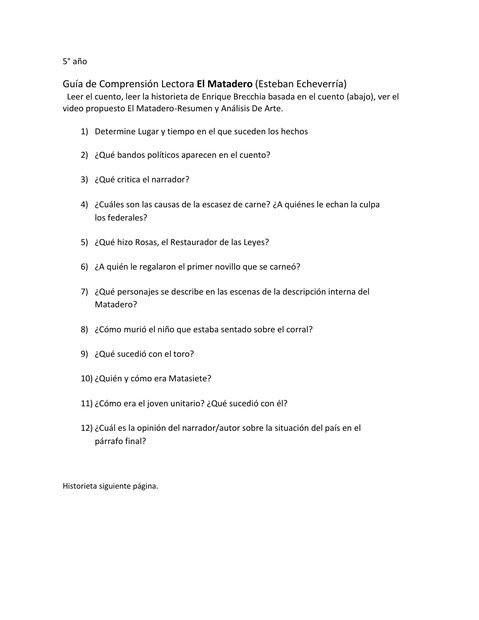 5° año
Guía de Comprensión Lectora El Matadero (Esteban Echeverría)
Leer el cuento, leer la historieta de Enrique Brecchia basada en el cuento (abajo), ver el
video propuesto El Matadero-Resumen y Análisis De Arte.
1) Determine Lugar y tiempo en el que suceden los hechos
2) ¿Qué bandos políticos aparecen en el cuento?
3) ¿Qué critica el narrador?
4) ¿Cuáles son las causas de la escasez de carne? ¿A quiénes le echan la culpa
los federales?
5) ¿Qué hizo Rosas, el Restaurador de las Leyes?
6) ¿A quién le regalaron el primer novillo que se carneó?
7) ¿Qué personajes se describe en las escenas de la descripción interna del
Matadero?
8) ¿Cómo murió el niño que estaba sentado sobre el corral?
9) ¿Qué sucedió con el toro?
10) ¿Quién y cómo era Matasiete?
11) ¿Cómo era el joven unitario? ¿Qué sucedió con él?
12) ¿Cuál es la opinión del narrador/autor sobre la situación del país en el
párrafo final?
Historieta siguiente página.